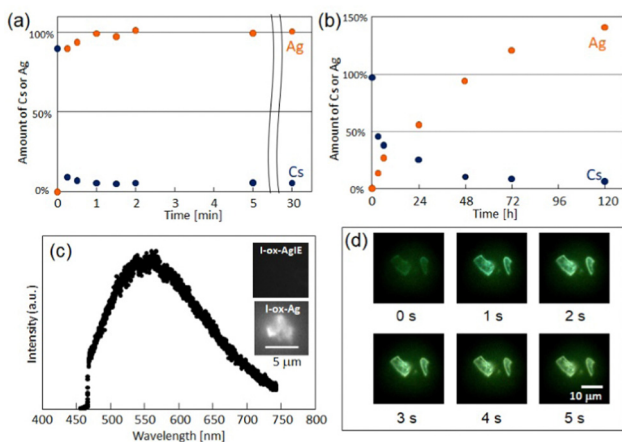 (a)
100%
50%
0%
Amount of Cs or Ag
Ag
Cs
0 1 2 3 4 5 30
Time [min]
(b)
150%
100%
50%
0%
Amount of Cs or Ag
Ag
Cs
0 24 48 72 96 120
Time [h]
(c)
Intensity (a.u.)
I-ox-AgIE
I-ox-Ag
5 μm
400 450 500 550 600 650 700 750 800
Wavelength [nm]
(d)
0 s 1 s 2 s
10 μm
3 s 4 s 5 s